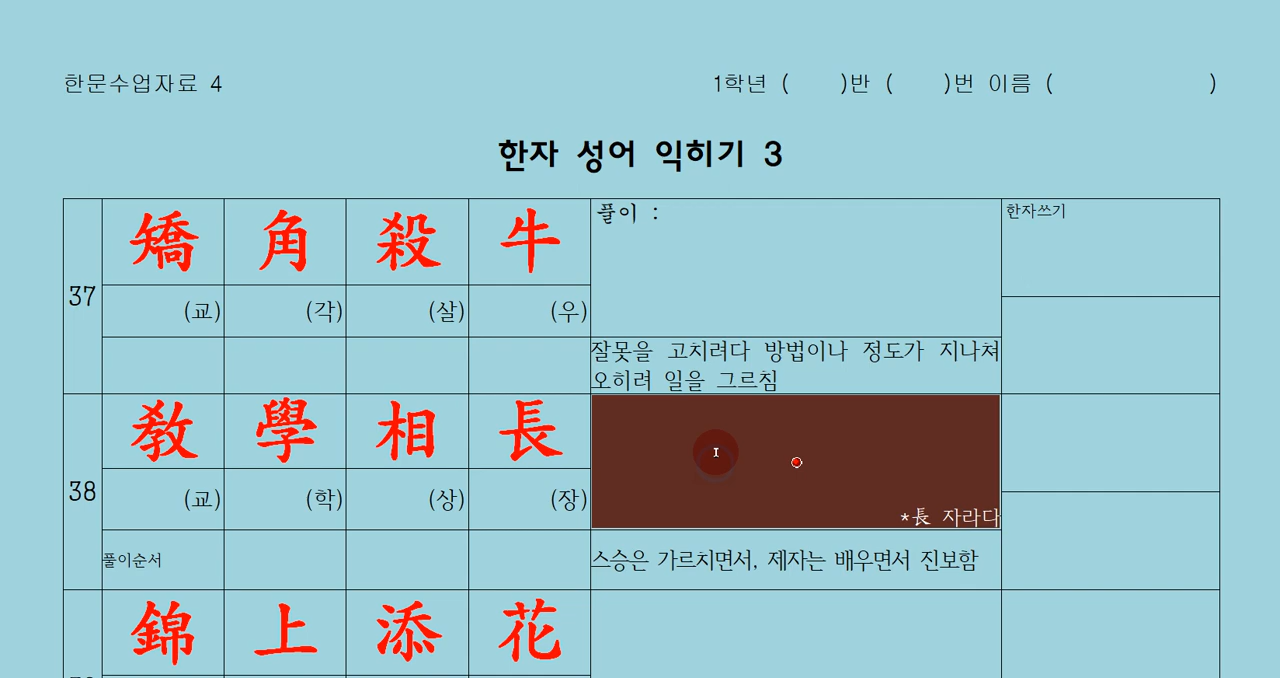 한문수업자료 4
1학년 (    )반 (    )번 이름 (            )
한자 성어 익히기 3
37
矯 角 殺 牛
풀이 :
한자쓰기
(교) (각) (살) (우)
잘못을 고치려다 방법이나 정도가 지나쳐
오히려 일을 그르침
38
敎 學 相 長
(교) (학) (상) (장)
*長 자라다
풀이순서
스승은 가르치면서, 제자는 배우면서 진보함
錦 上 添 花